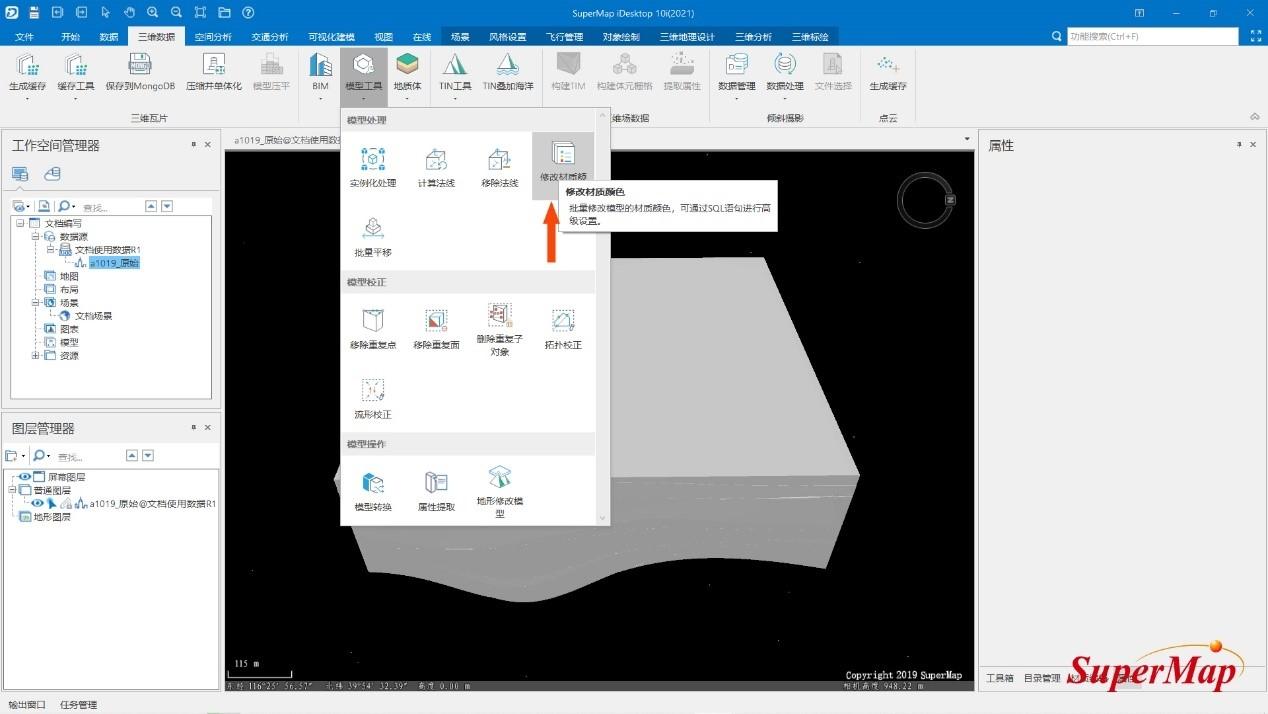 SuperMap iDesktop 10i(2021)
文件 开始 数据 三维数据 空间分析 交通分析 可视化建模 视图 在线 场景 风格设置 飞行管理 对象绘制 三维地理设计 三维分析 三维标绘
功能搜索(Ctrl+F)
生成缓存 缓存工具 保存到MongoDB 压缩并单体化 模型压平 BIM 模型工具 地质体 TIN工具 TIN叠加海洋 构建TIM 构建体元栅格 提取属性 数据管理 数据处理 文件选择 生成缓存
三维瓦片 维场数据 倾斜摄影 点云
工作空间管理器
查找...
文档编写
数据源
文档使用数据R1
a1019_原始
地图
布局
场景
文档场景
图表
模型
资源
图层管理器
查找...
屏幕图层
普通图层
a1019_原始@文档使用数据R1
地形图层
a1019_原始@文档使用数据
模型处理
实例化处理 计算法线 移除法线 修改材质颜
批量平移
修改材质颜色
批量修改模型的材质颜色，可通过SQL语句进行高
级设置。
模型校正
移除重复点 移除重复面 删除重复子
对象
拓扑校正
流形校正
模型操作
模型转换 属性提取 地形修改模
型
N
115 m
东经 116°25′56.57″ 北纬 39°54′32.39″ 高度 0.00 m
Copyright 2019 SuperMap
相机高度 948.22 m
属性
工具箱 目录管理
SuperMap
输出窗口 任务管理